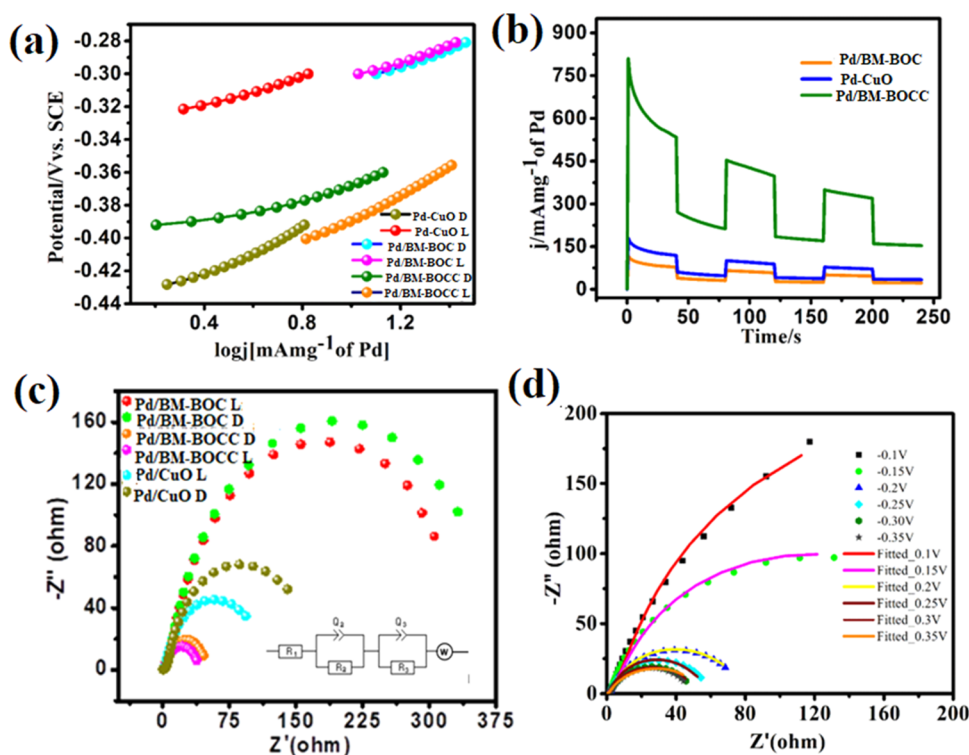 (a)
Potential/V vs. SCE
-0.28
-0.30
-0.32
-0.36
-0.38
-0.40
-0.42
-0.44
0.4
0.8
1.2
logj[mAmg-1 of Pd]
Pd-CuO D
Pd-CuO L
Pd/BM-BOC D
Pd/BM-BOC L
Pd/BM-BOCC D
Pd/BM-BOCC L
(b)
j/mAmg-1of Pd
900
750
600
450
300
150
0
0
50
100
150
200
250
Time/s
Pd/BM-BOC
Pd-CuO
Pd/BM-BOCC
(c)
-Z'' (ohm)
160
120
80
40
0
0
75
150
225
300
375
Z'(ohm)
Pd/BM-BOC L
Pd/BM-BOC D
Pd/BM-BOCC D
Pd/BM-BOCC L
Pd/CuO L
Pd/CuO D
R1
Q2
R2
Q3
R3
W
(d)
-Z'' (ohm)
200
150
100
50
0
0
40
80
120
160
200
Z'(ohm)
-0.1V
-0.15V
-0.2V
-0.25V
-0.30V
-0.35V
Fitted_0.1V
Fitted_0.15V
Fitted_0.2V
Fitted_0.25V
Fitted_0.3V
Fitted_0.35V